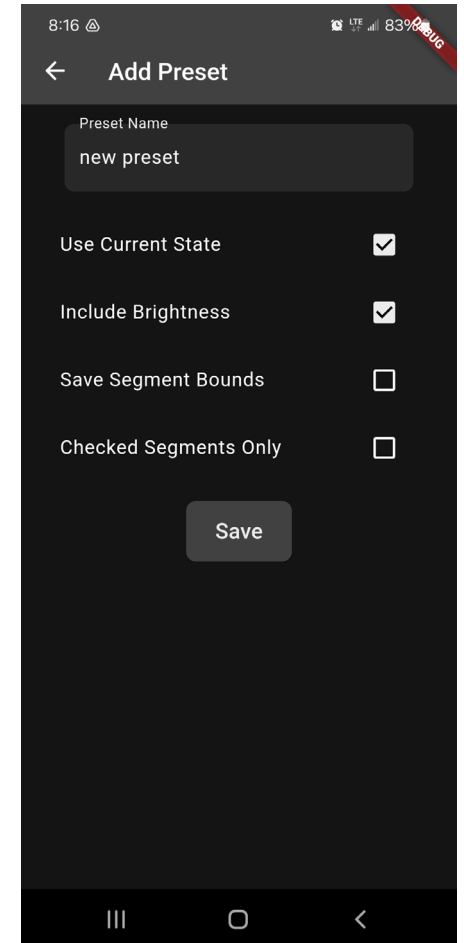 8:16
LTE
83%
DEBUG
Add Preset
Preset Name
new preset
Use Current State
Include Brightness
Save Segment Bounds
Checked Segments Only
Save